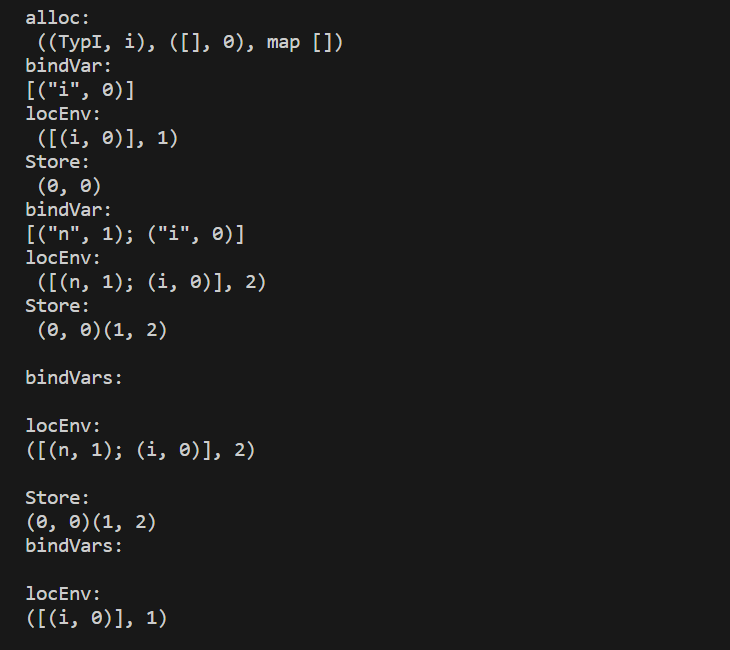 alloc:
((TypI, i), ([], 0), map [])
bindVar:
[("i", 0)]
locEnv:
([(i, 0)], 1)
Store:
(0, 0)
bindVar:
[("n", 1); ("i", 0)]
locEnv:
([(n, 1); (i, 0)], 2)
Store:
(0, 0)(1, 2)
bindVars:
locEnv:
([(n, 1); (i, 0)], 2)
Store:
(0, 0)(1, 2)
bindVars:
locEnv:
([(i, 0)], 1)